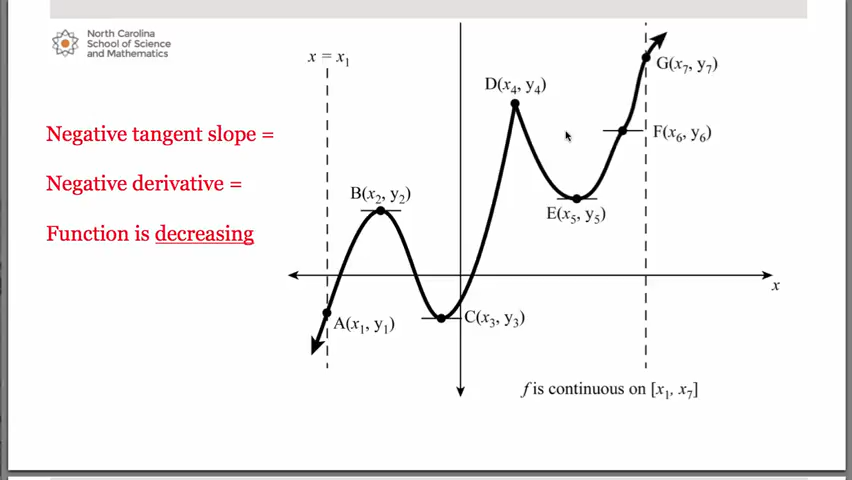 North Carolina
School of Science
and Mathematics
x = x₁
D(x₄, y₄)
G(x₇, y₇)
Negative tangent slope =
F(x₆, y₆)
Negative derivative =
B(x₂, y₂)
E(x₅, y₅)
Function is decreasing
x
A(x₁, y₁)
C(x₃, y₃)
f is continuous on [x₁, x₇]